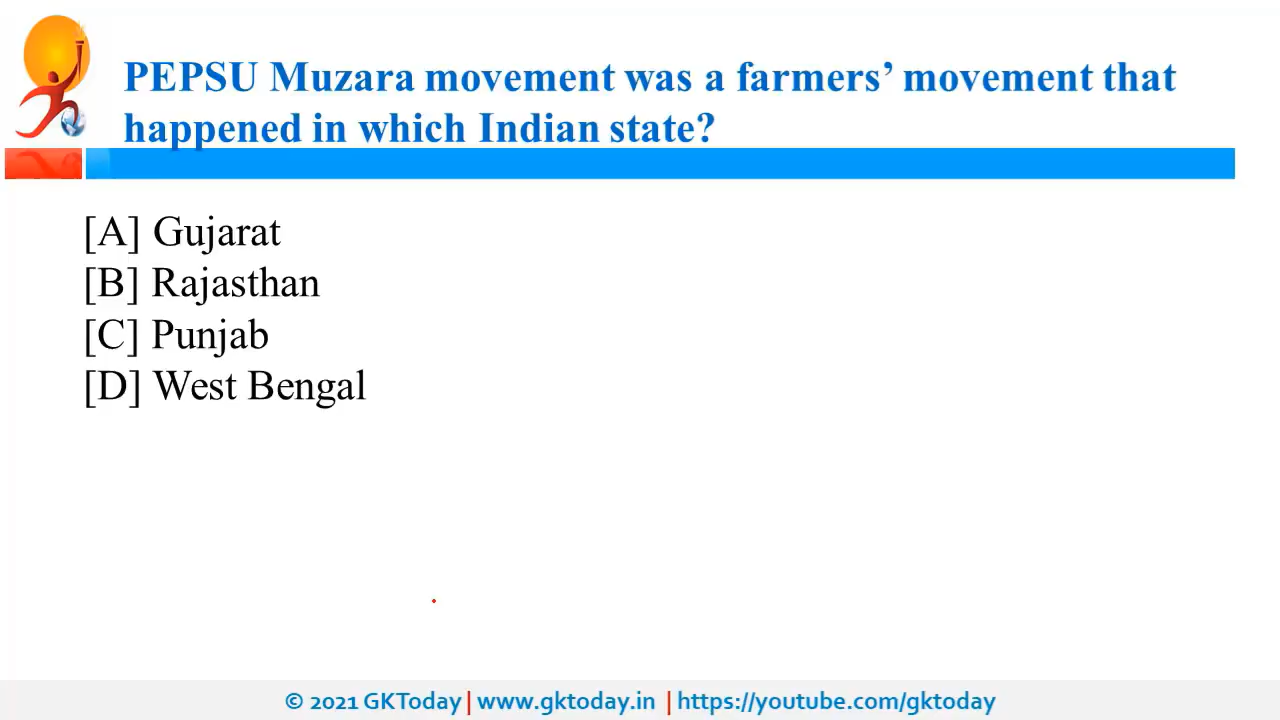 PEPSU Muzara movement was a farmers’ movement that
happened in which Indian state?
[A] Gujarat
[B] Rajasthan
[C] Punjab
[D] West Bengal
© 2021 GKToday | www.gktoday.in | https://youtube.com/gktoday